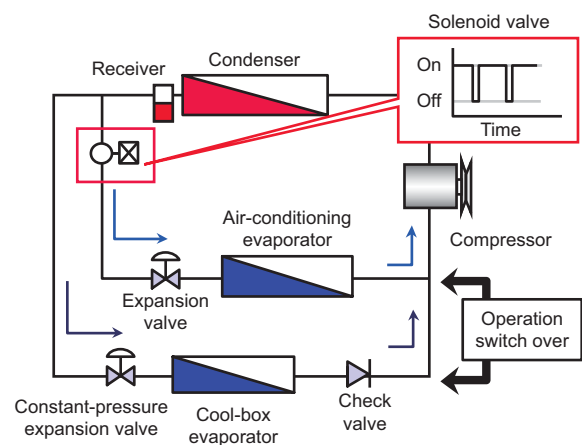 Solenoid valve
Condenser
Receiver
On
Off
Time
Air-conditioning
evaporator
Compressor
Expansion
valve
Operation
switch over
Constant-pressure
expansion valve
Cool-box
evaporator
Check
valve